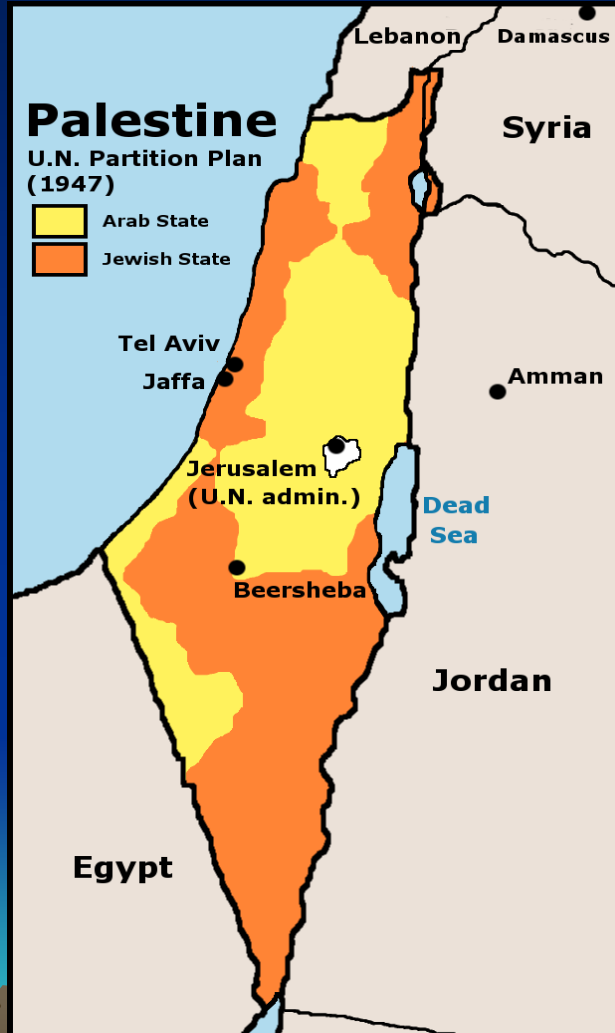 Lebanon
Damascus
Palestine
U.N. Partition Plan
(1947)
Arab State
Jewish State
Syria
Tel Aviv
Jaffa
Amman
Jerusalem
(U.N. admin.)
Dead
Sea
Beersheba
Jordan
Egypt